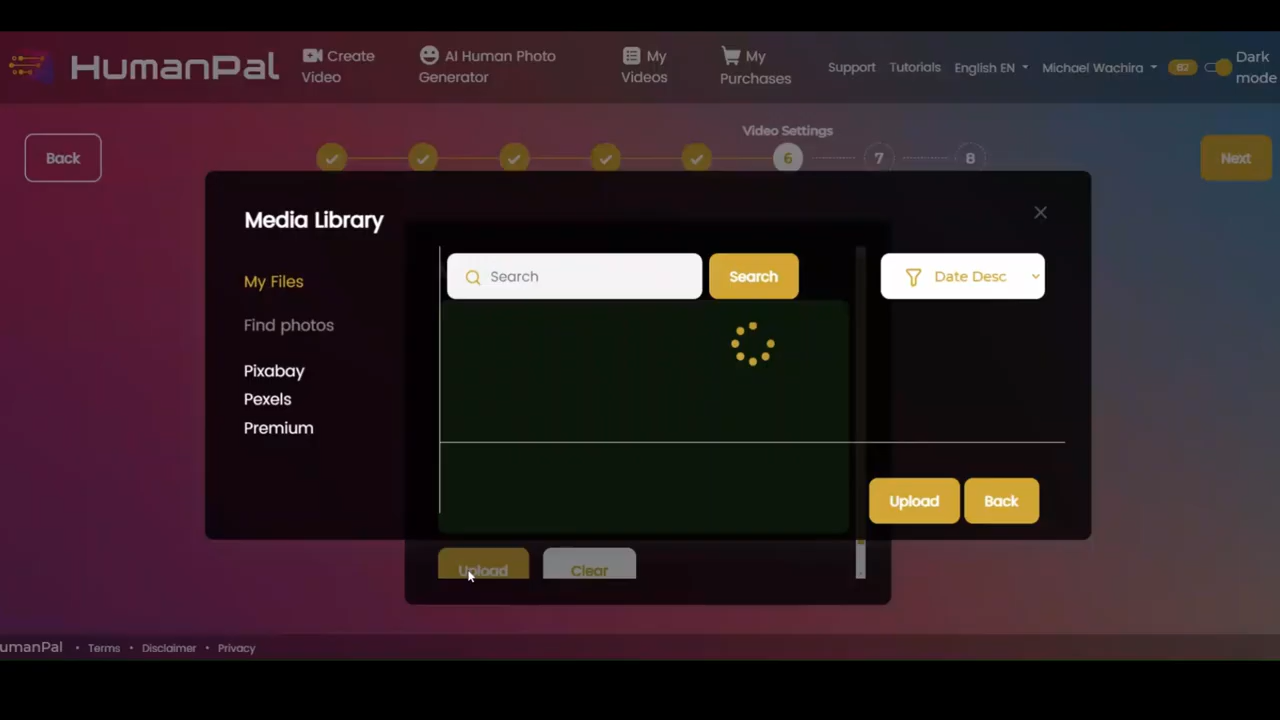 HumanPal
Create Video
AI Human Photo Generator
My Videos
My Purchases
Support
Tutorials
English EN
Michael Wachira
62
Dark mode
Back
Video Settings
6
7
8
Next
Media Library
My Files
Find photos
Pixabay
Pexels
Premium
Search
Search
Date Desc
Upload
Back
Upload
Clear
umanPal • Terms • Disclaimer • Privacy